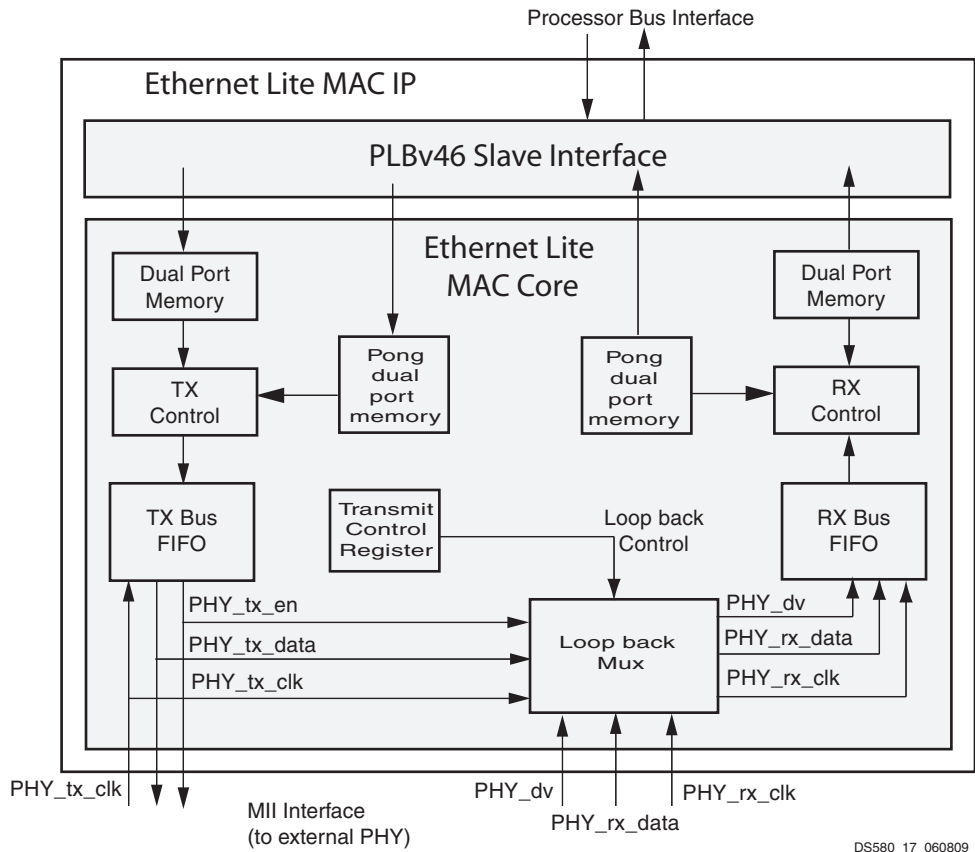 Processor Bus Interface
Ethernet Lite MAC IP
PLBv46 Slave Interface
Ethernet Lite
MAC Core
Dual Port
Memory
Dual Port
Memory
Pong
dual
port
memory
Pong
dual
port
memory
TX
Control
RX
Control
TX Bus
FIFO
Transmit
Control
Register
Loop back
Control
RX Bus
FIFO
PHY_tx_en
PHY_tx_data
PHY_tx_clk
Loop back
Mux
PHY_dv
PHY_rx_data
PHY_rx_clk
PHY_tx_clk
MII Interface
(to external PHY)
PHY_dv
PHY_rx_data
PHY_rx_clk
DS580_17_060809